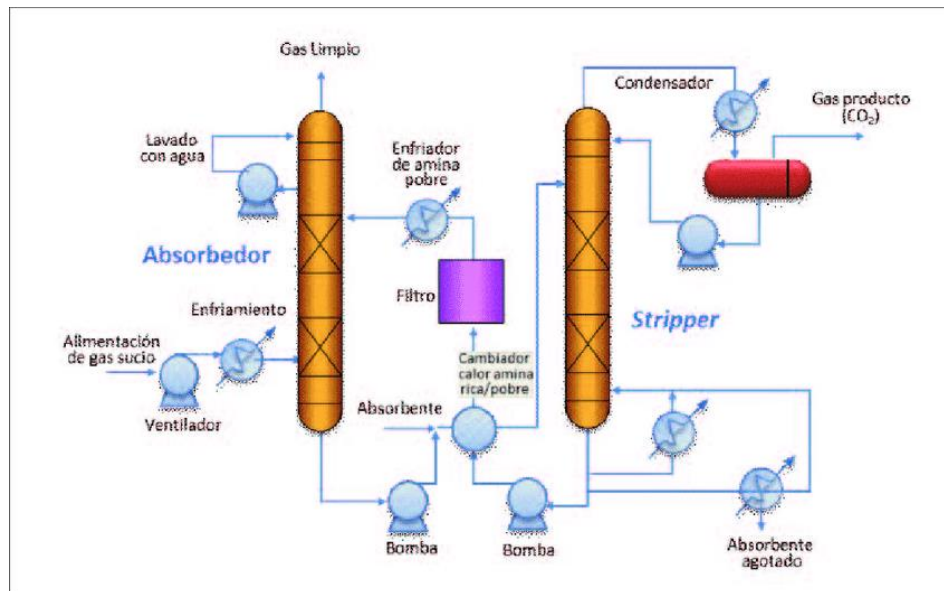 Gas Limpio
Condensador
Gas producto
(CO₂)
Lavado
con agua
Enfriador
de amina
pobre
Absorbedor
Filtro
Stripper
Enfriamiento
Alimentación
de gas sucio
Cambiador
calor amina
rica/pobre
Absorbente
Ventilador
Bomba
Bomba
Absorbente
agotado